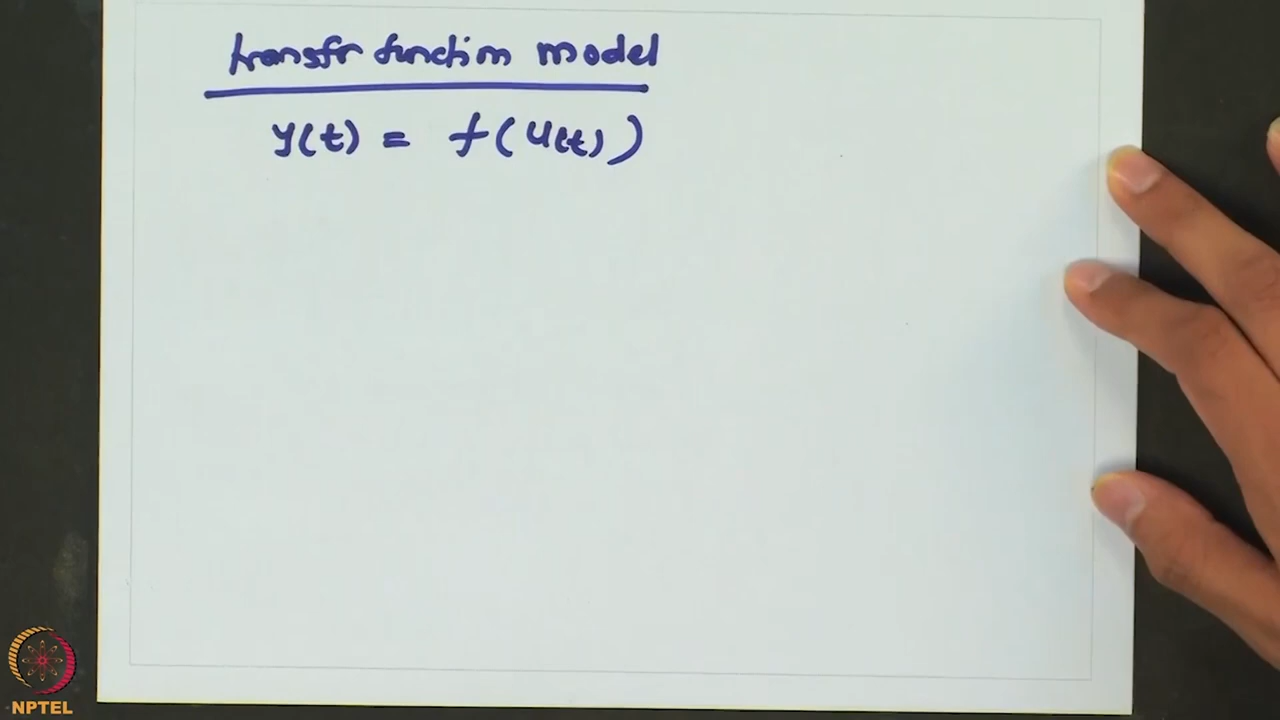 transfr function model
y(t) = f(u(t))
NPTEL